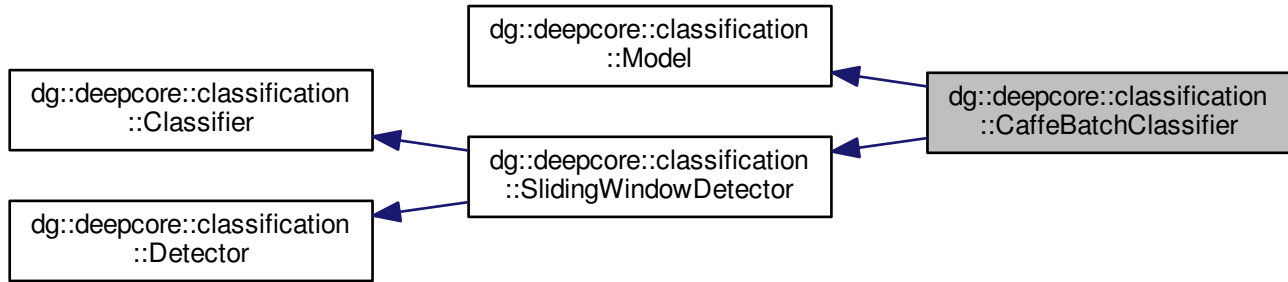 dg::deepcore::classification
::Model
dg::deepcore::classification
::Classifier
dg::deepcore::classification
::CaffeBatchClassifier
dg::deepcore::classification
::SlidingWindowDetector
dg::deepcore::classification
::Detector